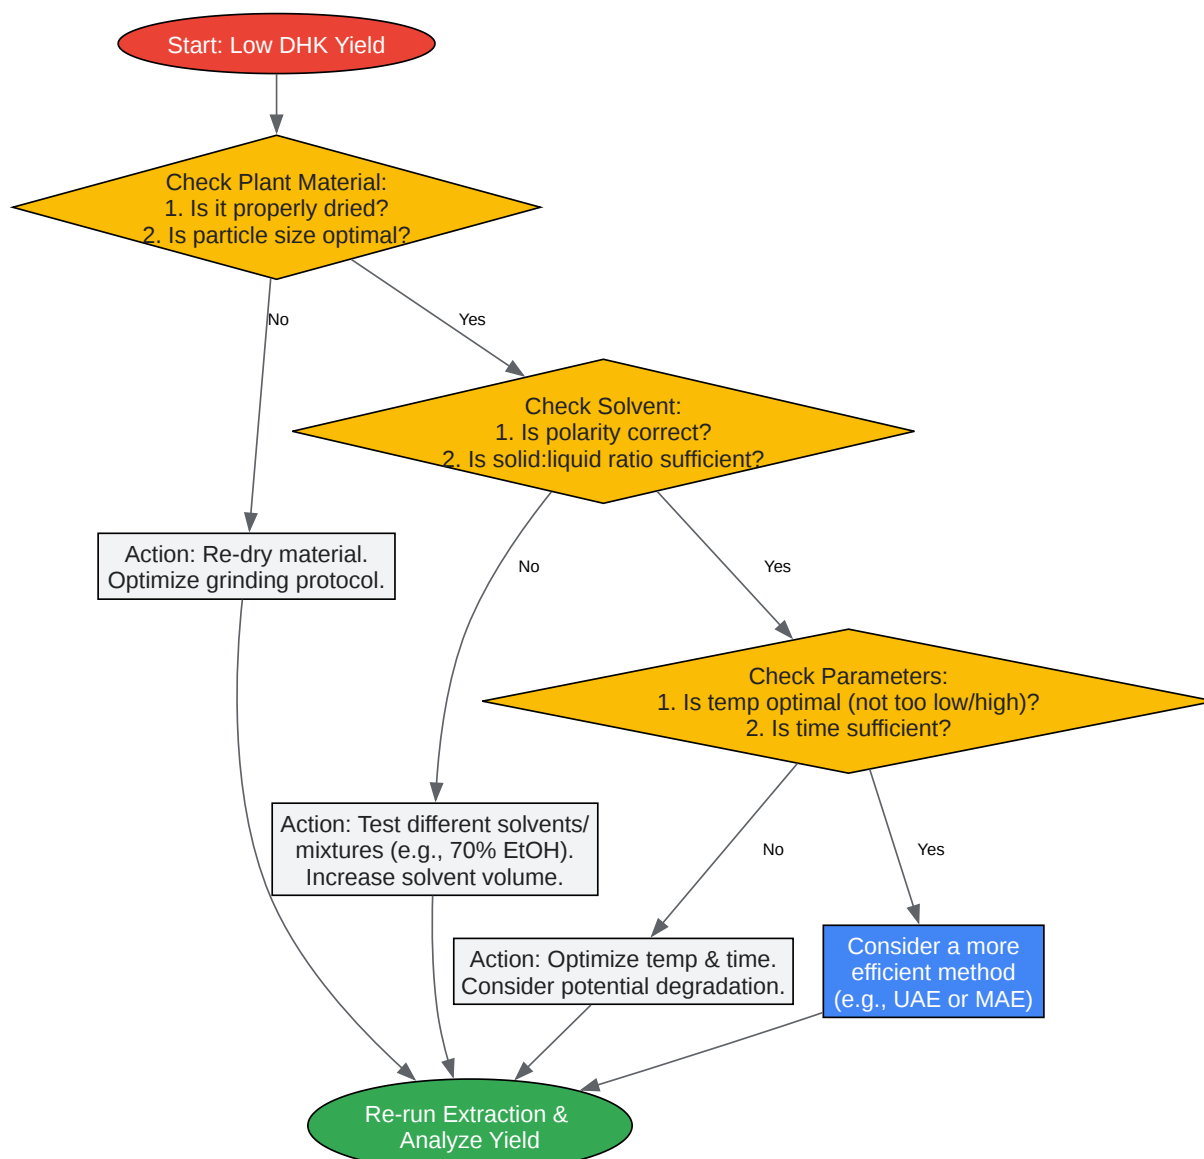 Start: Low DHK Yield
Check Plant Material:
1. Is it properly dried?
2. Is particle size optimal?
No
Yes
Check Solvent:
1. Is polarity correct?
2. Is solid:liquid ratio sufficient?
Action: Re-dry material.
Optimize grinding protocol.
No
Yes
Check Parameters:
1. Is temp optimal (not too low/high)?
2. Is time sufficient?
Action: Test different solvents/
mixtures (e.g., 70% EtOH).
Increase solvent volume.
No
Yes
Action: Optimize temp & time.
Consider potential degradation.
Consider a more
efficient method
(e.g., UAE or MAE)
Re-run Extraction &
Analyze Yield